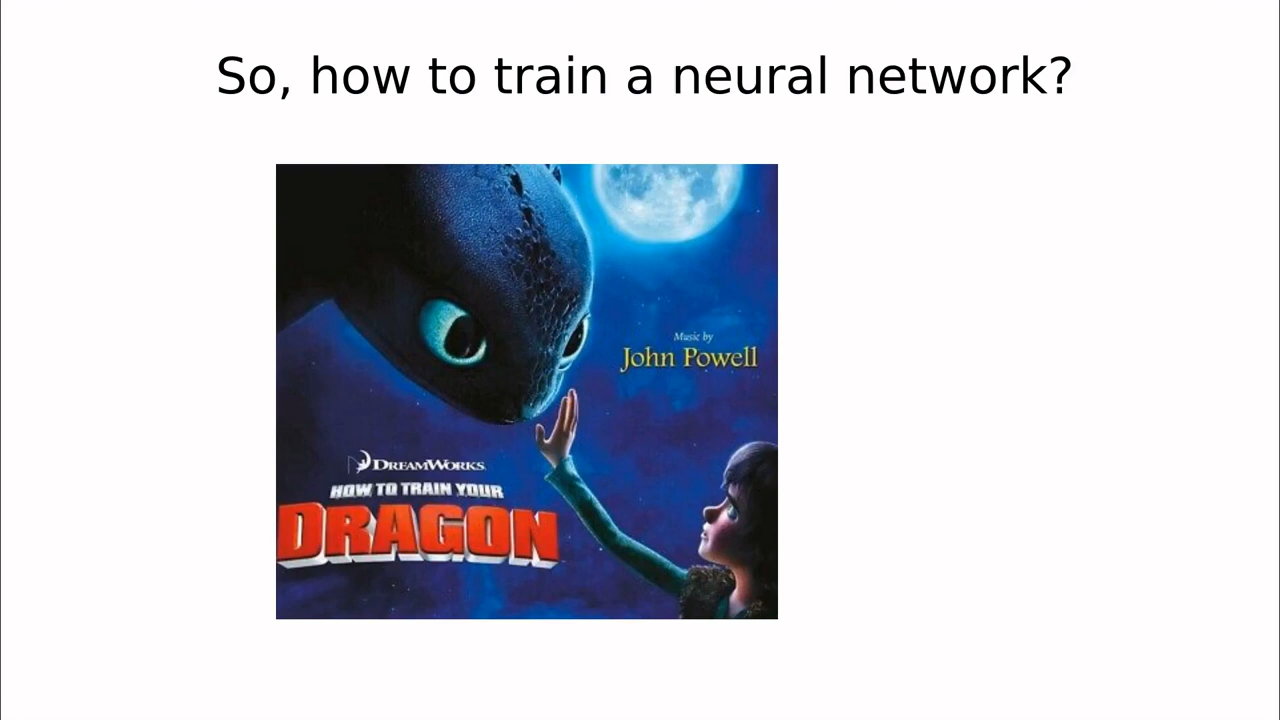 So, how to train a neural network?
Music by
John Powell
DREAMWORKS
HOW TO TRAIN YOUR
DRAGON